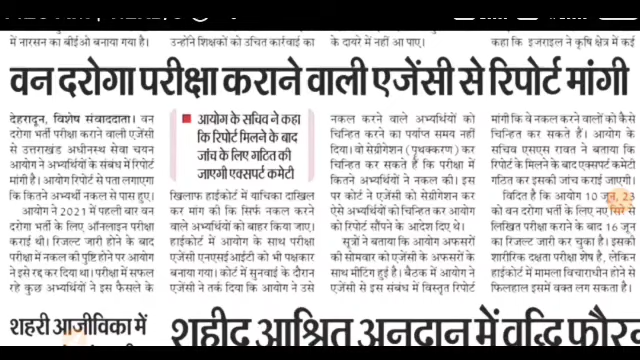 में नारसन का बीईओ बनाया गया है।
उन्होंने शिक्षकों को उचित कार्रवाई का
के दायरे में नहीं आ पाए।
कहा कि इजराइल ने कृषि क्षेत्र में कई
वन दरोगा परीक्षा कराने वाली एजेंसी से रिपोर्ट मांगी
देहरादून, विशेष संवाददाता। वन
दरोगा भर्ती परीक्षा कराने वाली एजेंसी
से उत्तराखंड अधीनस्थ सेवा चयन
आयोग ने अभ्यर्थियों के संबंध में रिपोर्ट
मांगी है। आयोग रिपोर्ट से पता लगाएगा
कि कितने अभ्यर्थी नकल से पास हुए।
आयोग ने 2021 में पहली बार वन
दरोगा भर्ती के लिए ऑनलाइन परीक्षा
कराई थी। रिजल्ट जारी होने के बाद
परीक्षा में नकल की पुष्टि होने पर आयोग
ने इसे रद्द कर दिया था। परीक्षा में सफल
रहे कुछ अभ्यर्थियों ने इस फैसले के
आयोग के सचिव ने कहा
कि रिपोर्ट मिलने के बाद
जांच के लिए गठित की
जाएगी एक्सपर्ट कमेटी
खिलाफ हाईकोर्ट में याचिका दाखिल
कर मांग की कि सिर्फ नकल करने
वाले अभ्यर्थियों को बाहर किया जाए।
हाईकोर्ट में आयोग के साथ परीक्षा
एजेंसी एनएसईआईटी को भी पक्षकार
बनाया गया। कोर्ट में सुनवाई के दौरान
एजेंसी ने तर्क दिया कि आयोग ने उसे
नकल करने वाले अभ्यर्थियों को
चिन्हित करने का पर्याप्त समय नहीं
दिया। वो सेग्रीगेशन (पृथक्करण) कर
चिन्हित कर सकते हैं कि परीक्षा में
कितने अभ्यर्थियों ने नकल की। इस
पर कोर्ट ने एजेंसी को सेग्रीगेशन कर
ऐसे अभ्यर्थियों को चिन्हित कर आयोग
को रिपोर्ट सौंपने के आदेश दिए थे।
सूत्रों ने बताया कि आयोग अफसरों
की सोमवार को एजेंसी के अफसरों के
साथ मीटिंग हुई है। बैठक में आयोग ने
एजेंसी से इस संबंध में विस्तृत रिपोर्ट
मांगी कि वे नकल करने वालों को कैसे
चिन्हित कर सकते हैं। आयोग के
सचिव एसएस रावत ने बताया कि
रिपोर्ट के मिलने के बाद एक्सपर्ट कमेटी
गठित कर इसकी जांच कराई जाएगी।
विदित है कि आयोग 10 जून, 23
को वन दरोगा भर्ती के लिए नए सिरे से
लिखित परीक्षा कराने के बाद 16 जून
का रिजल्ट जारी कर चुका है। इसकी
शारीरिक दक्षता परीक्षा शेष है, लेकिन
हाईकोर्ट में मामला विचाराधीन होने से
फिलहाल इसमें वक्त लग सकता है।
शहरी आजीविका में
शहीद आश्रित अनुदान में वृद्धि फौरन